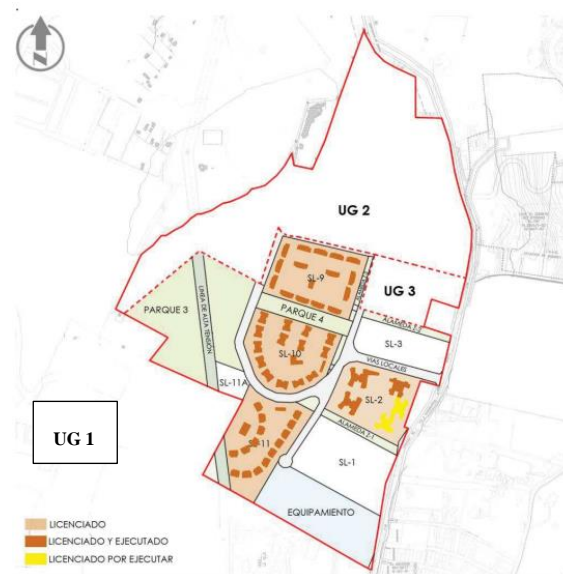 N
UG 2
SL-9
UG 3
LINEA DE ALTA TENSIÓN
PARQUE 3
PARQUE 4
SL-3
SL-10
VIAS LOCALES
SL-11A
SL-2
UG 1
SL-11
ALAMEDA 2-1
SL-1
EQUIPAMIENTO
LICENCIADO
LICENCIADO Y EJECUTADO
LICENCIADO POR EJECUTAR